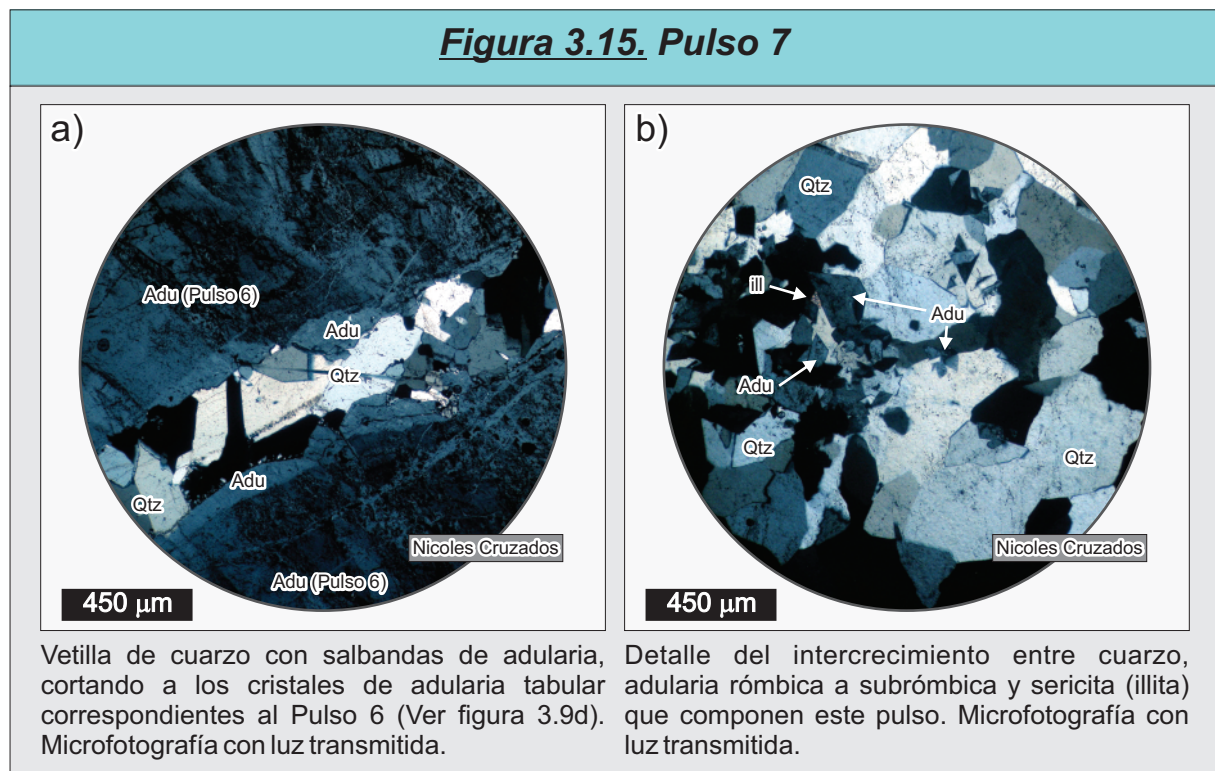 Figura 3.15. Pulso 7
a)
Adu (Pulso 6)
Adu
Qtz
Adu
Qtz
Nicoles Cruzados
Adu (Pulso 6)
450 µm
Vetilla de cuarzo con salbandas de adularia,
cortando a los cristales de adularia tabular
correspondientes al Pulso 6 (Ver figura 3.9d).
Microfotografía con luz transmitida.
b)
Qtz
ill
Adu
Adu
Qtz
Qtz
Nicoles Cruzados
450 µm
Detalle del intercrecimiento entre cuarzo,
adularia rómbica a subrómbica y sericita (illita)
que componen este pulso. Microfotografía con
luz transmitida.